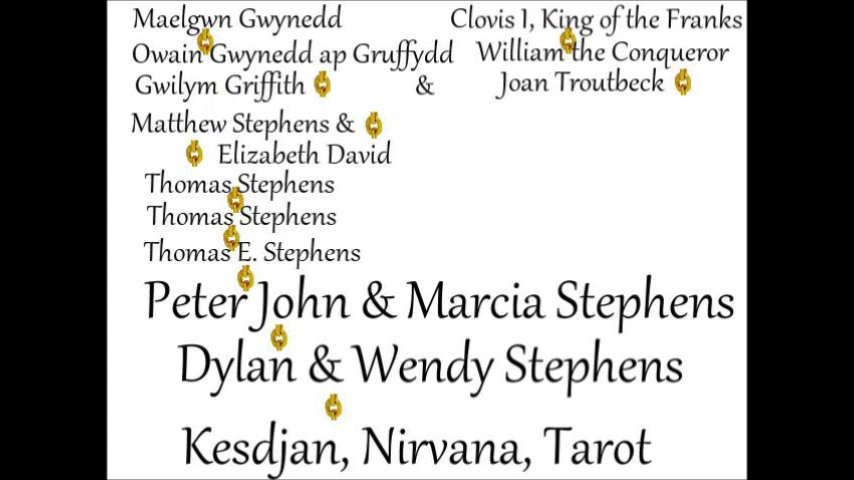 Maelgwn Gwynedd Clovis I, King of the Franks
Owain Gwynedd ap Gruffydd William the Conqueror
Gwilym Griffith & Joan Troutbeck
Matthew Stephens &
Elizabeth David
Thomas Stephens
Thomas Stephens
Thomas E. Stephens
Peter John & Marcia Stephens
Dylan & Wendy Stephens
Kesdjan, Nirvana, Tarot